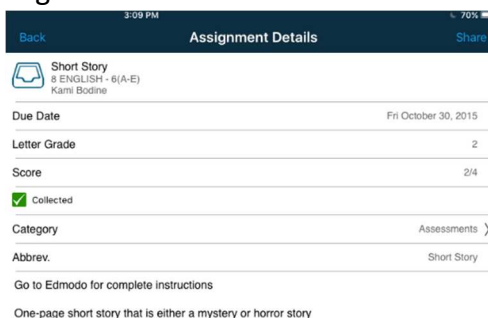 3:09 PM 70%
Back Assignment Details Share
Short Story
8 ENGLISH - 6(A-E)
Kami Bodine
Due Date Fri October 30, 2015
Letter Grade 2
Score 2/4
Collected
Category Assessments
Abbrev. Short Story
Go to Edmodo for complete instructions
One-page short story that is either a mystery or horror story